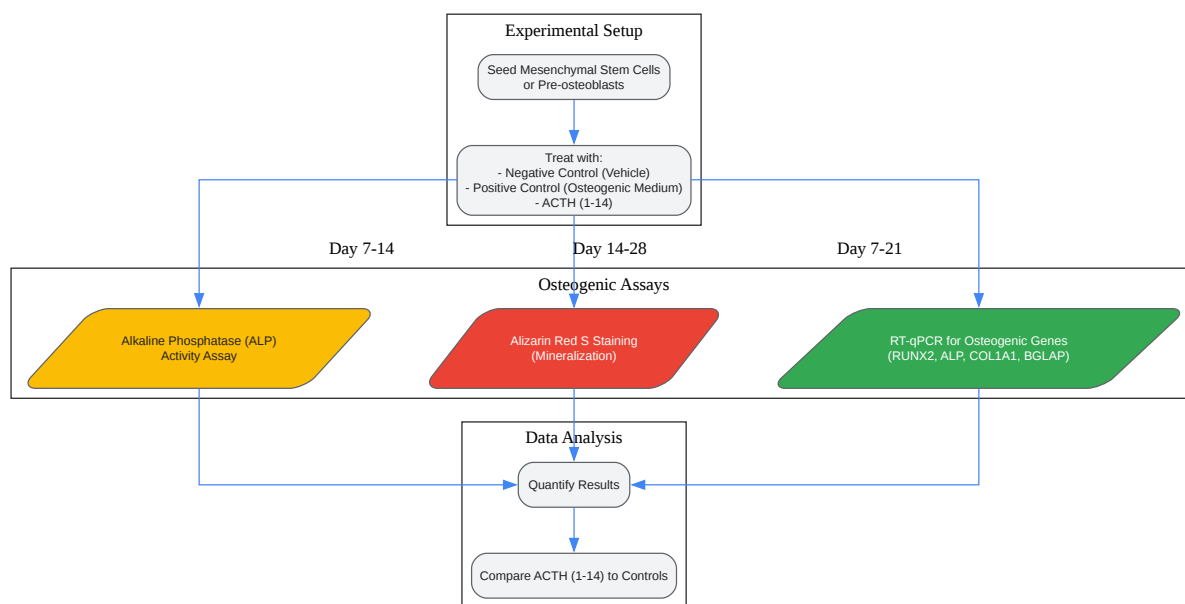 Experimental Setup
Seed Mesenchymal Stem Cells
or Pre-osteoblasts
Treat with:
- Negative Control (Vehicle)
- Positive Control (Osteogenic Medium)
- ACTH (1-14)
Day 7-14
Day 14-28
Day 7-21
Osteogenic Assays
Alkaline Phosphatase (ALP)
Activity Assay
Alizarin Red S Staining
(Mineralization)
RT-qPCR for Osteogenic Genes
(RUNX2, ALP, COL1A1, BGLAP)
Data Analysis
Quantify Results
Compare ACTH (1-14) to Controls